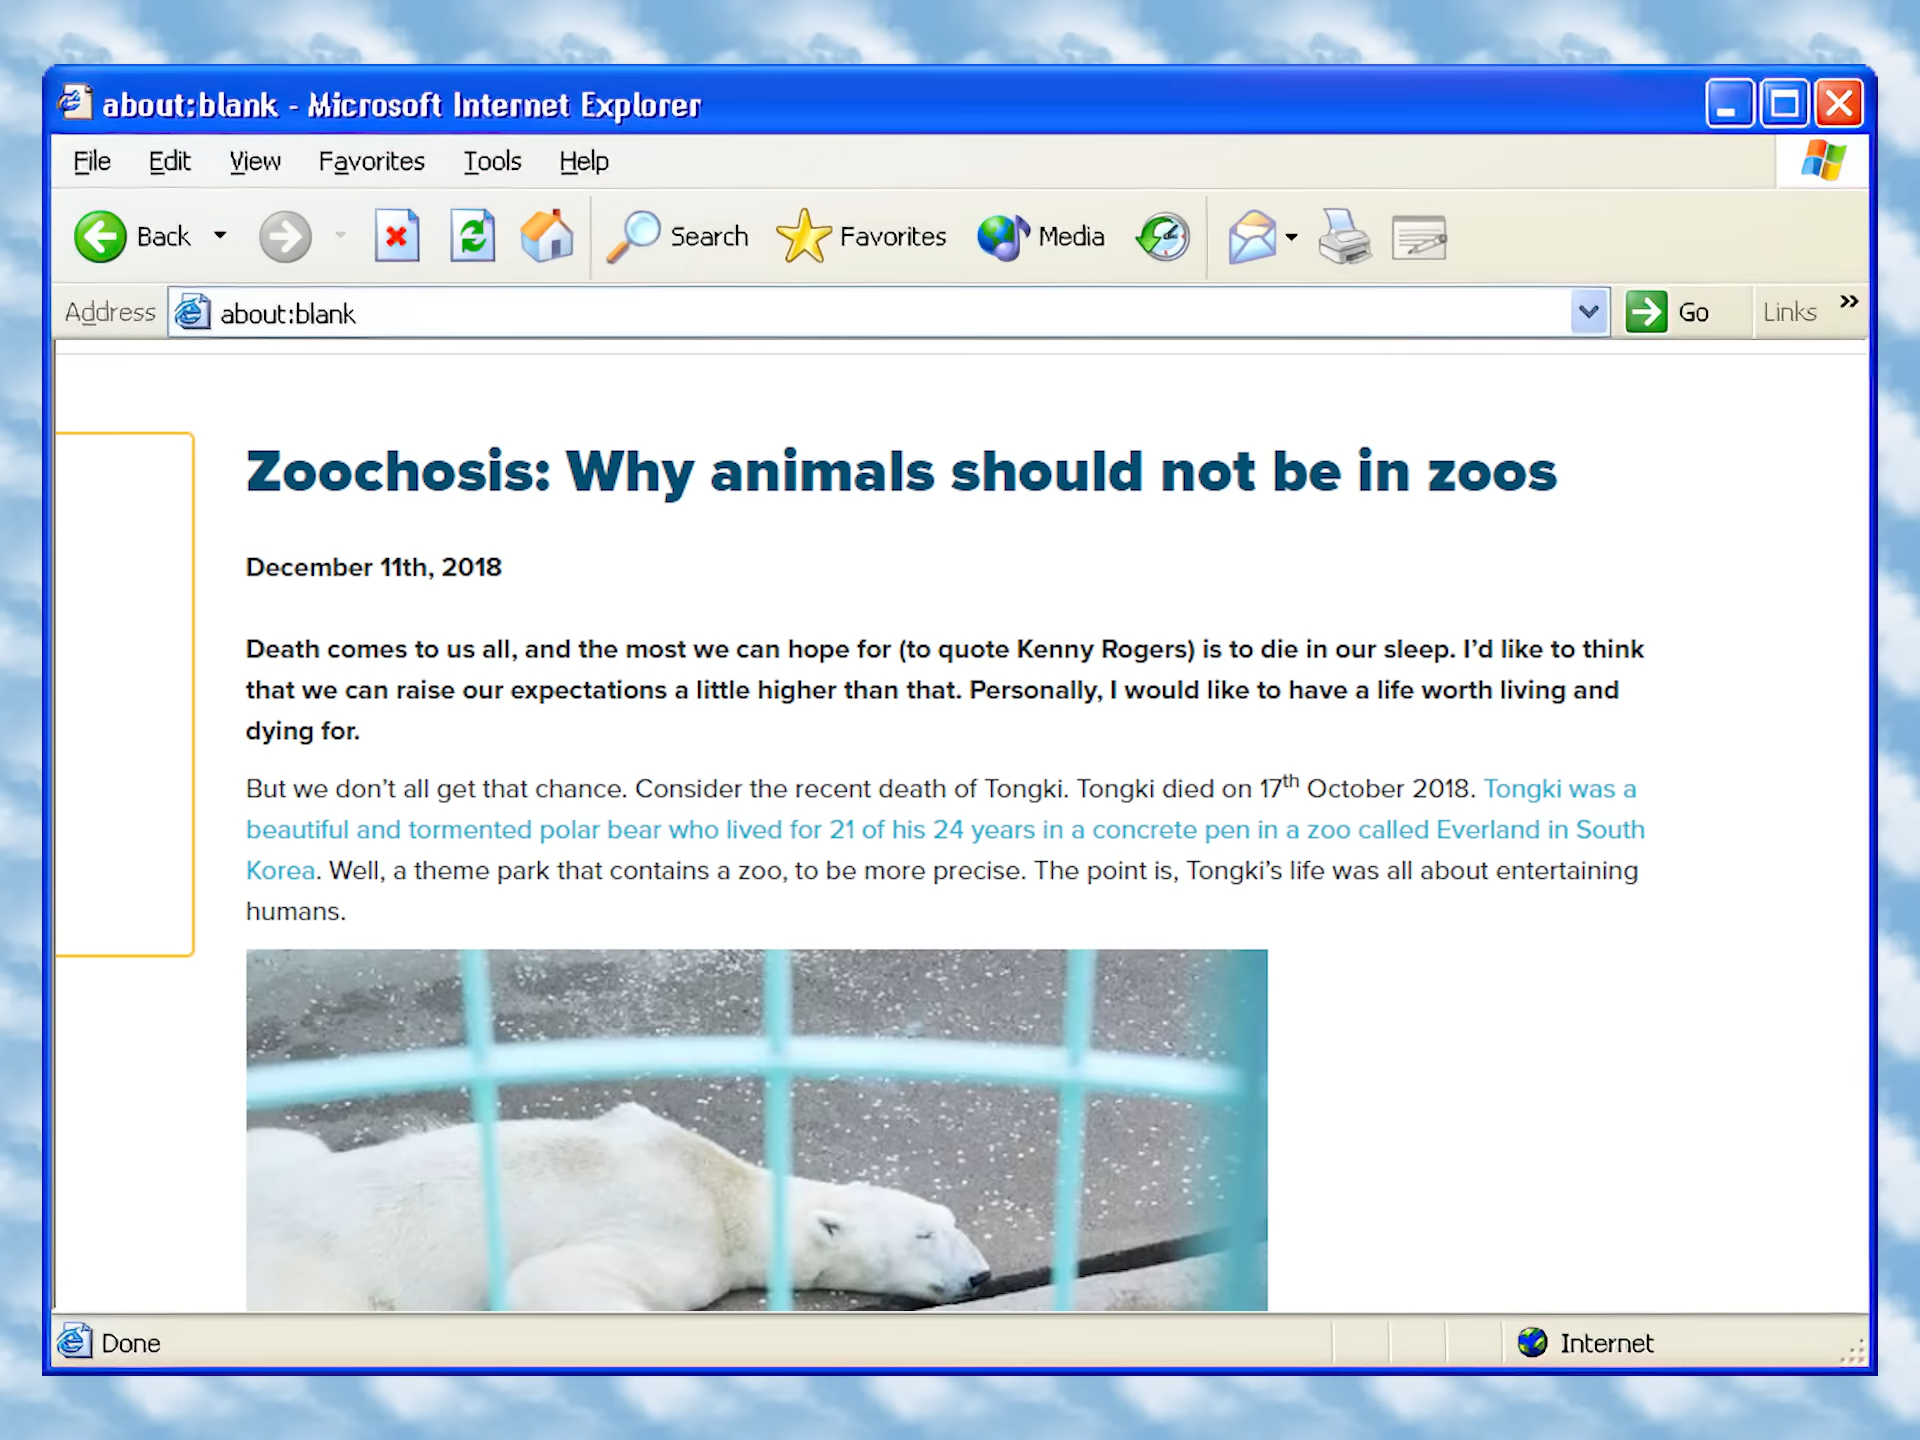 about:blank - Microsoft Internet Explorer
File Edit View Favorites Tools Help
Back Search Favorites Media
Address about:blank Go Links »
Zoochosis: Why animals should not be in zoos
December 11th, 2018
Death comes to us all, and the most we can hope for (to quote Kenny Rogers) is to die in our sleep. I’d like to think
that we can raise our expectations a little higher than that. Personally, I would like to have a life worth living and
dying for.
But we don’t all get that chance. Consider the recent death of Tongki. Tongki died on 17th October 2018. Tongki was a
beautiful and tormented polar bear who lived for 21 of his 24 years in a concrete pen in a zoo called Everland in South
Korea. Well, a theme park that contains a zoo, to be more precise. The point is, Tongki’s life was all about entertaining
humans.
Done Internet